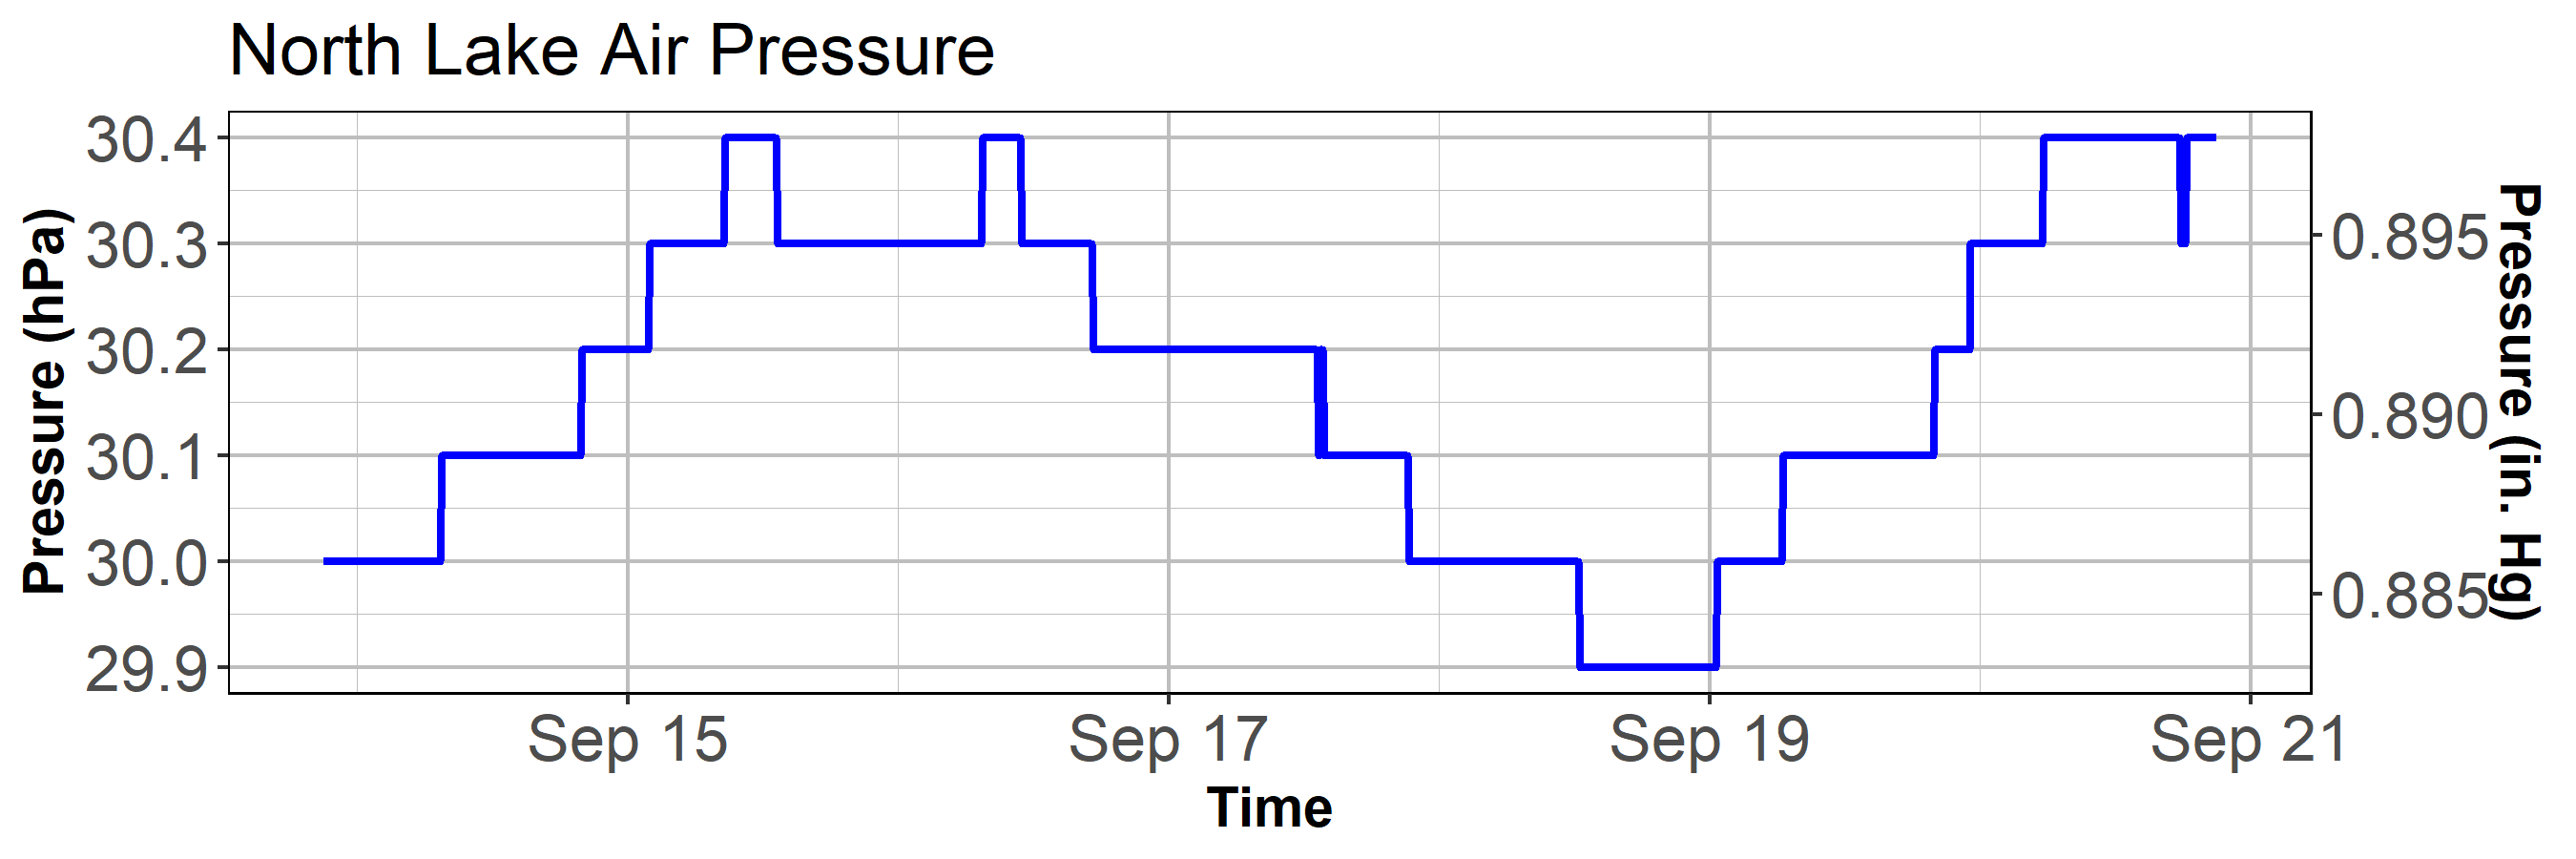 North Lake Air Pressure
Pressure (hPa)
30.4
30.3
30.2
30.1
30.0
29.9
0.895
0.890
0.885
Pressure (in. Hg)
Sep 15 Sep 17 Sep 19 Sep 21
Time